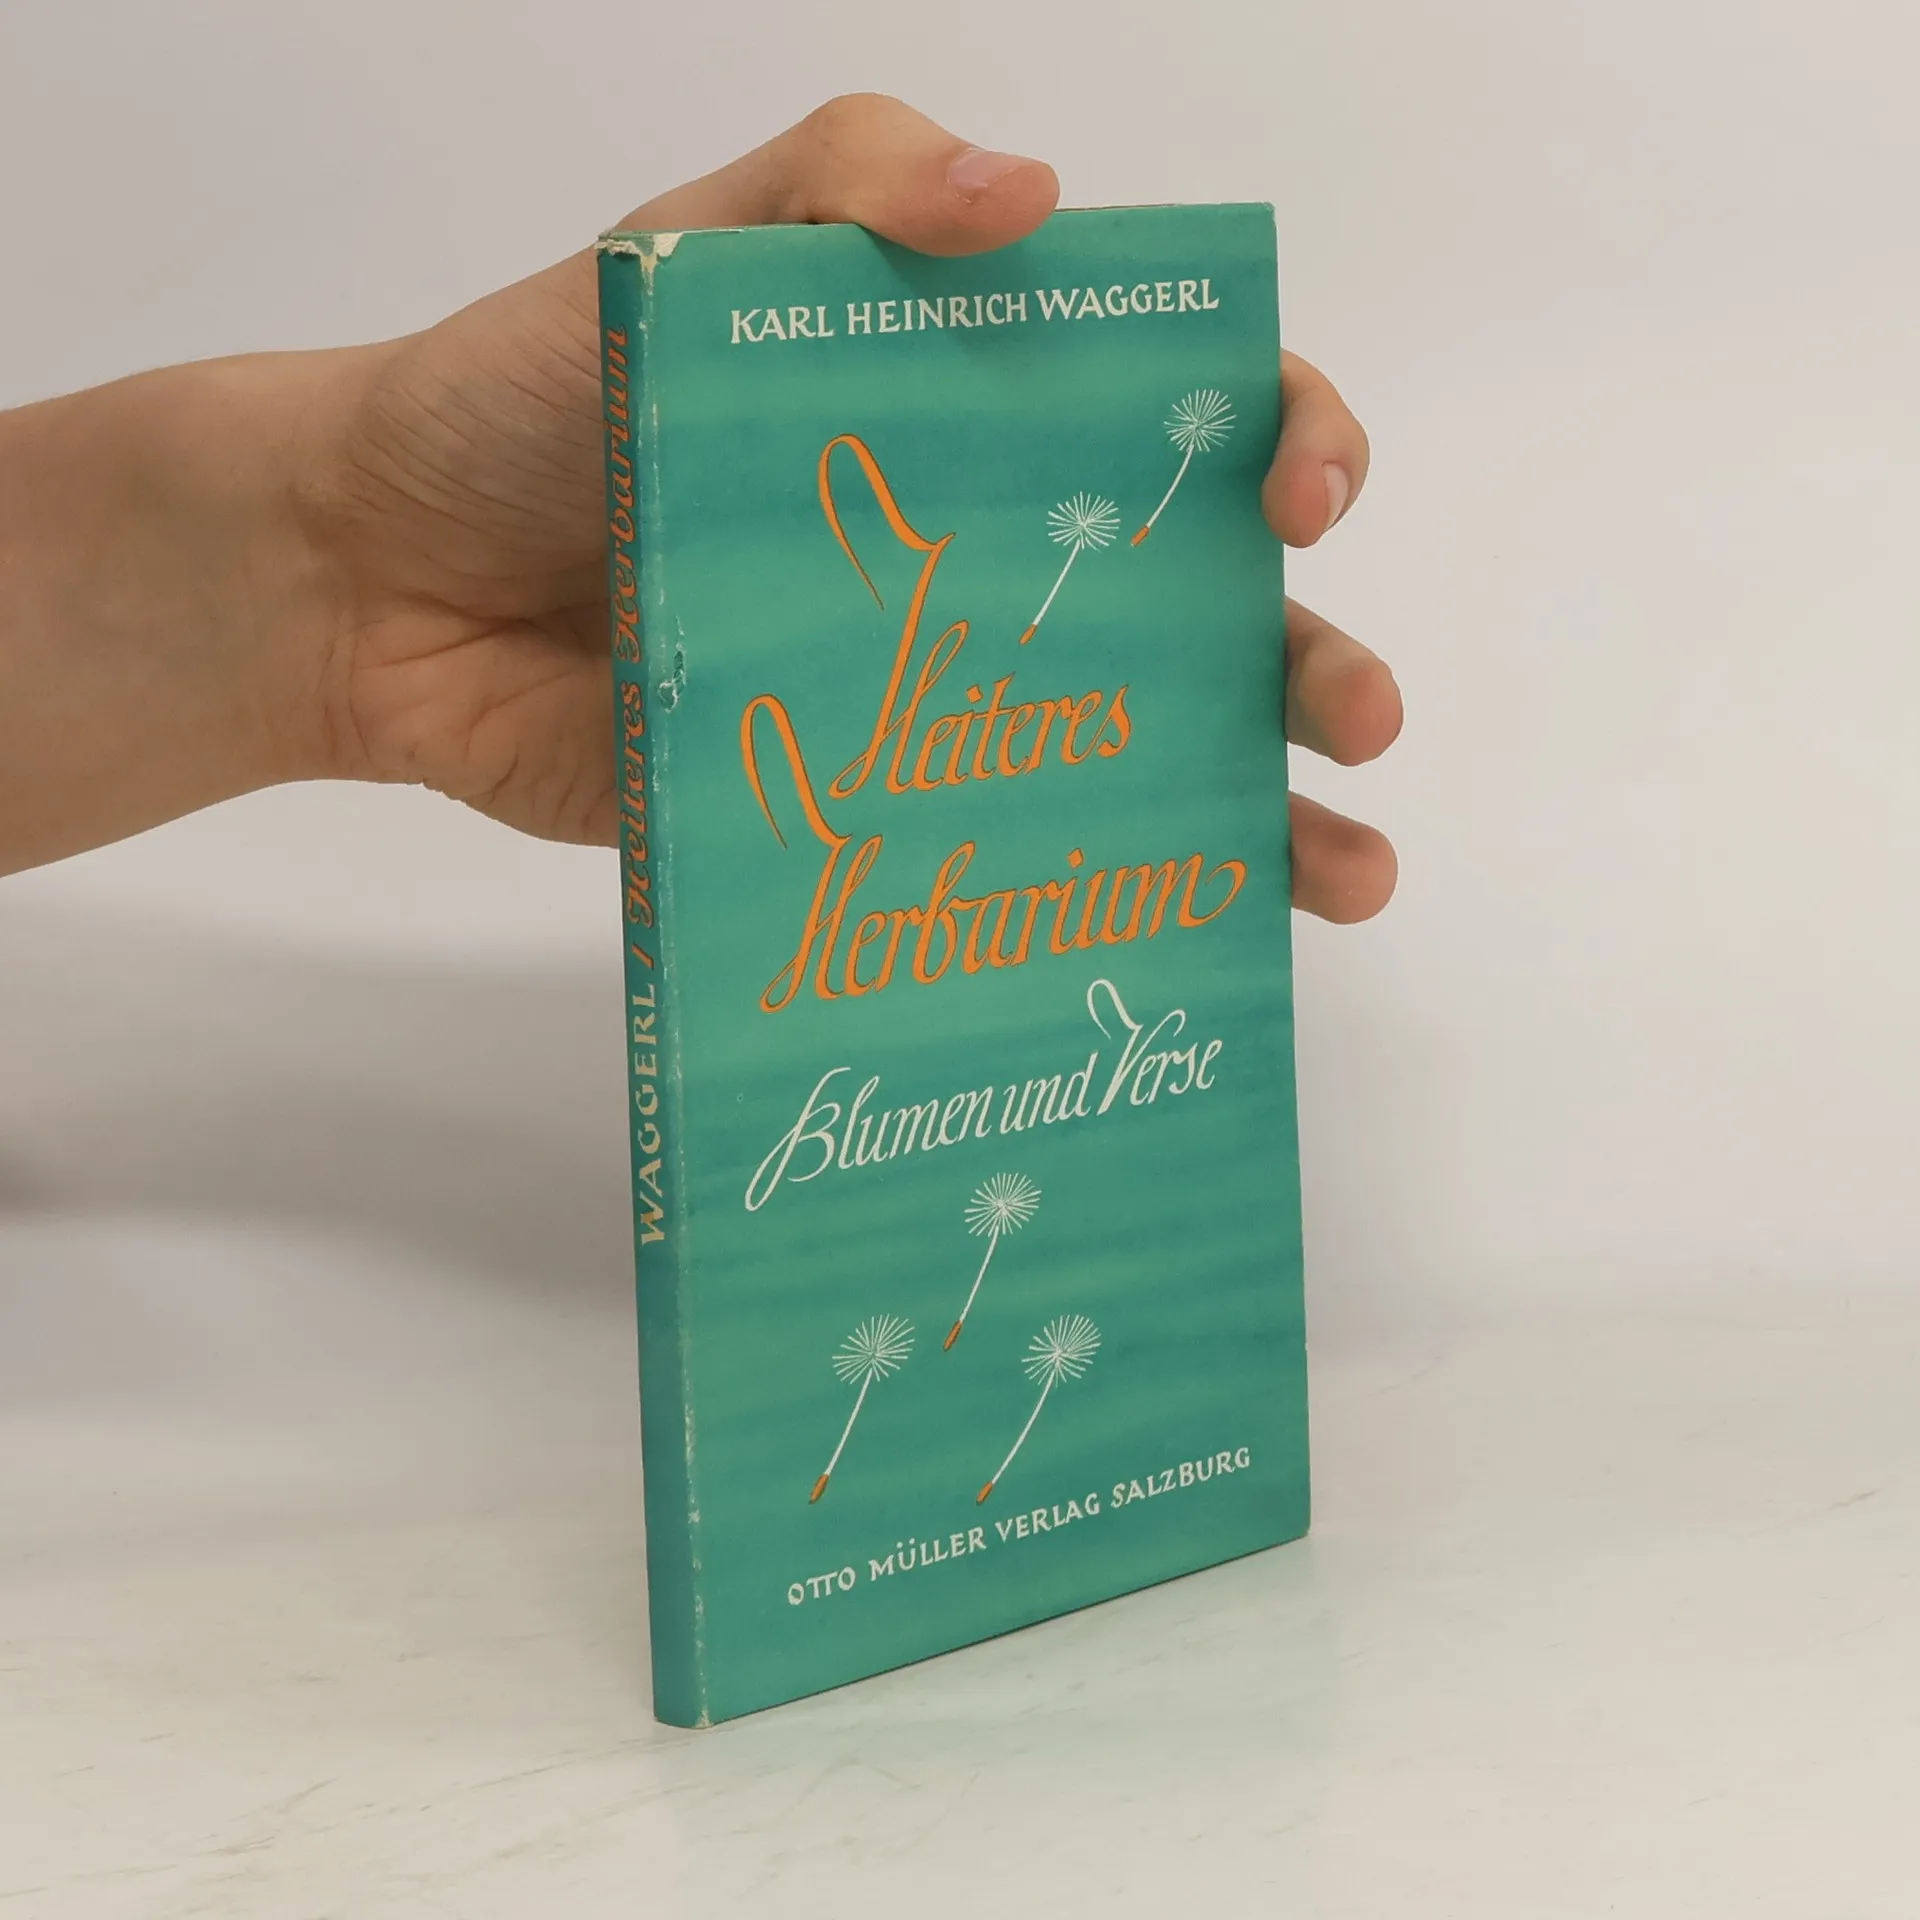 KARL HEINRICH WAGGERL
Heiteres
Herbarium
Blumen und Verse
OTTO MÜLLER VERLAG SALZBURG
WAGGERL / Heiteres Herbarium